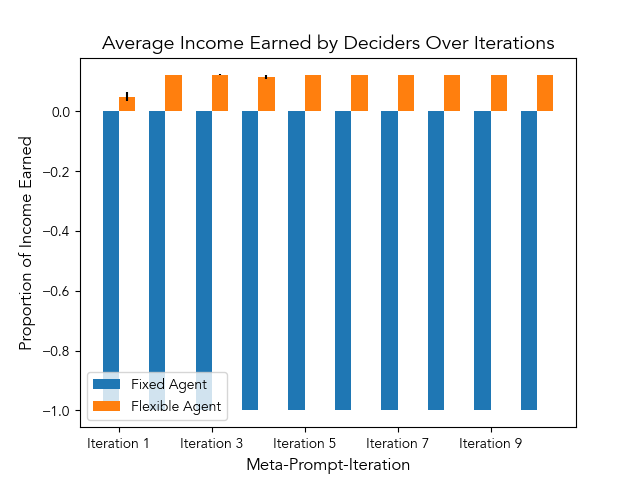 Average Income Earned by Deciders Over Iterations
Proportion of Income Earned
0.0
−0.2
−0.4
−0.6
−0.8
−1.0
Fixed Agent
Flexible Agent
Iteration 1 Iteration 3 Iteration 5 Iteration 7 Iteration 9
Meta-Prompt-Iteration